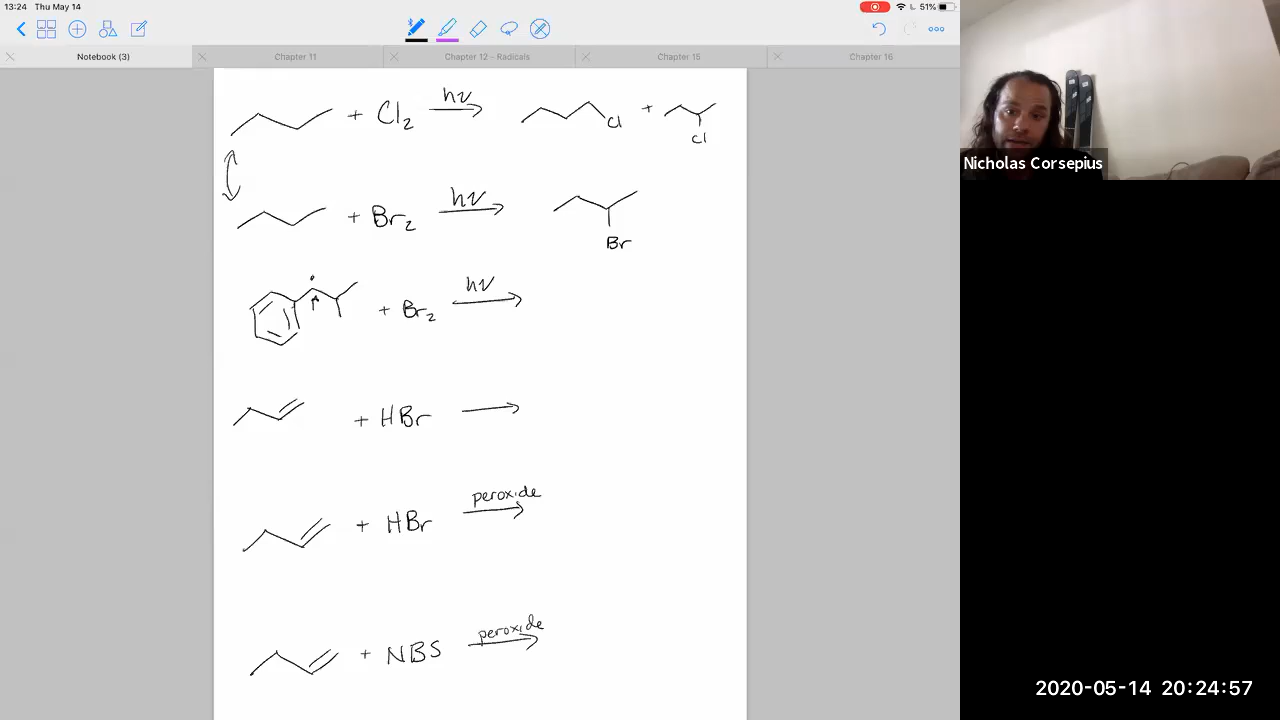 13:24 Thu May 14
51%
Notebook (3)
Chapter 11
Chapter 12 - Radicals
Chapter 15
Chapter 16
+ Cl2 hν Cl + Cl
+ Br2 hν
Br
+ Br2 hν
+ HBr
+ HBr peroxide
+ NBS peroxide
Nicholas Corsepius
2020-05-14 20:24:57